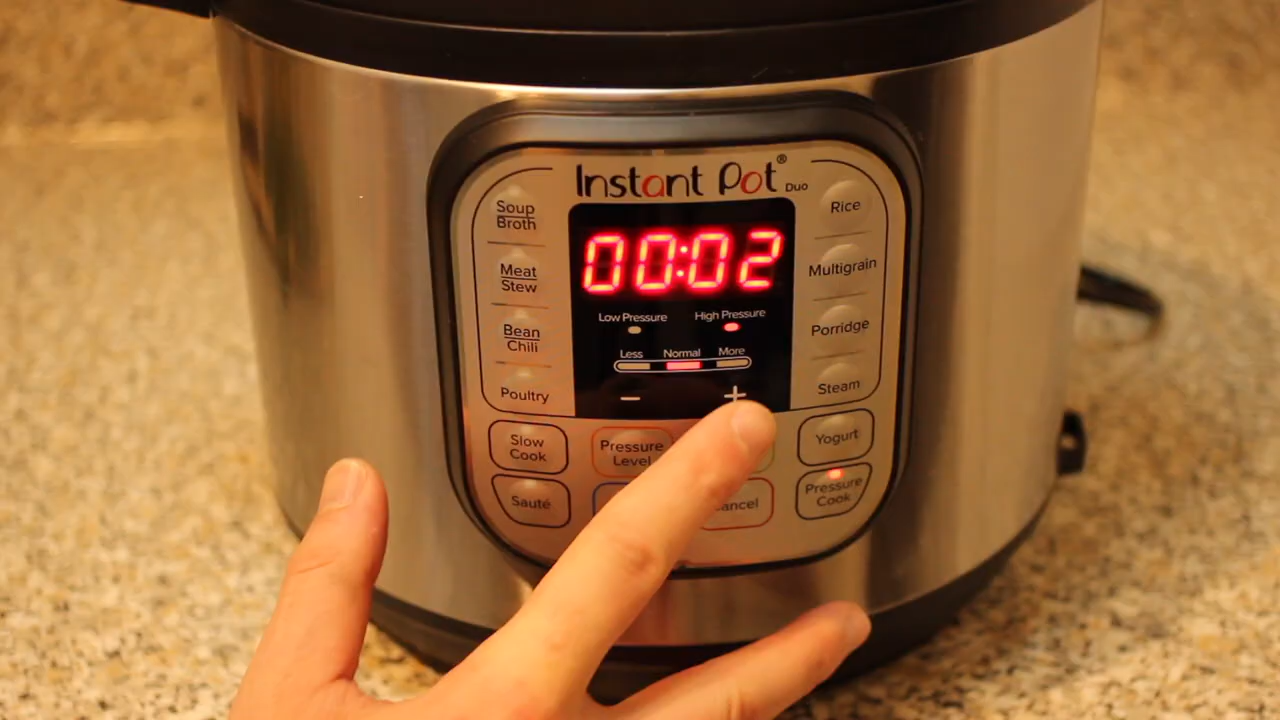 Instant Pot® Duo
Soup
Broth
Meat
Stew
Bean
Chili
Poultry
00:02
Low Pressure
High Pressure
Less
Normal
More
−
+
Rice
Multigrain
Porridge
Steam
Slow
Cook
Pressure
Level
Yogurt
Sauté
Pressure
Cook